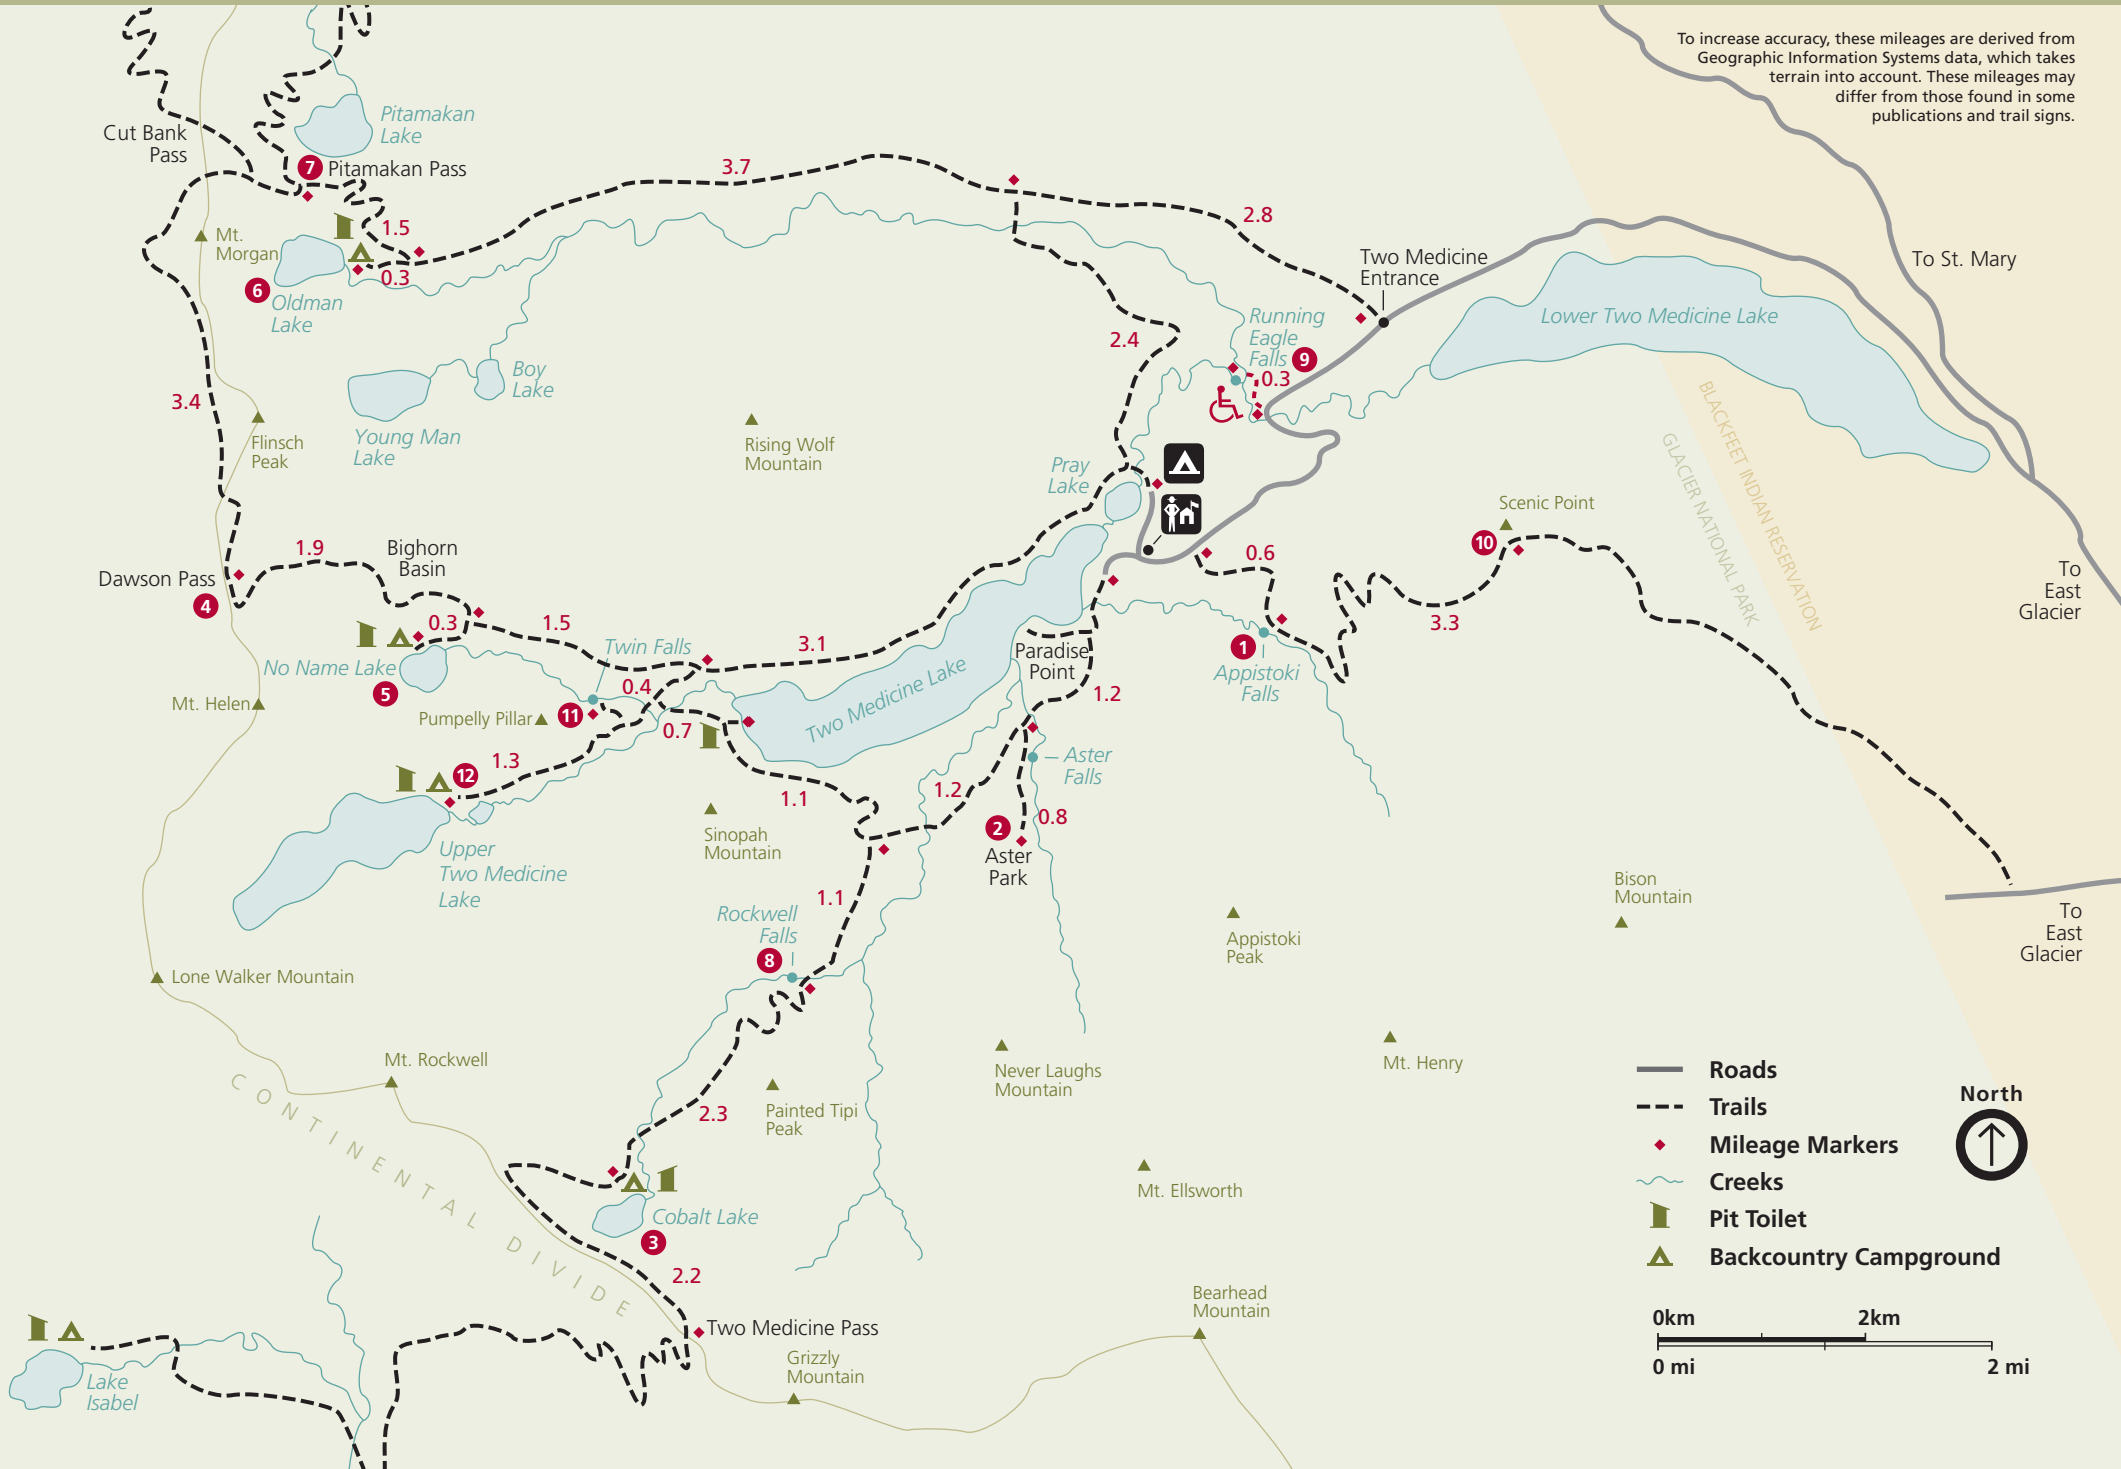 To increase accuracy, these mileages are derived from
Geographic Information Systems data, which takes
terrain into account. These mileages may
differ from those found in some
publications and trail signs.
Pitamakan
Lake
Cut Bank
Pass
7
Pitamakan Pass
3.7
1.5
2.8
Mt.
Morgan
0.3
6
Oldman
Lake
Two Medicine
Entrance
To St. Mary
Lower Two Medicine Lake
Running
Eagle
Falls
9
0.3
2.4
Boy
Lake
3.4
Young Man
Lake
Flinsch
Peak
Rising Wolf
Mountain
Pray
Lake
BLACKFEET INDIAN RESERVATION
GLACIER NATIONAL PARK
Scenic Point
10
1.9
Bighorn
Basin
0.6
Dawson Pass
4
To
East
Glacier
0.3
1.5
3.1
3.3
Twin Falls
Paradise
Point
1
Appistoki
Falls
No Name Lake
5
0.4
1.2
Mt. Helen
Pumpelly Pillar
11
0.7
Two Medicine Lake
Aster
Falls
1.3
12
1.1
1.2
0.8
2
Aster
Park
Sinopah
Mountain
Upper
Two Medicine
Lake
1.1
Bison
Mountain
Rockwell
Falls
8
Appistoki
Peak
To
East
Glacier
Lone Walker Mountain
Mt. Rockwell
Never Laughs
Mountain
Mt. Henry
CONTINENTAL DIVIDE
2.3
Painted Tipi
Peak
Mt. Ellsworth
Cobalt Lake
3
2.2
Two Medicine Pass
Bearhead
Mountain
Grizzly
Mountain
Lake
Isabel
Roads
Trails
Mileage Markers
Creeks
Pit Toilet
Backcountry Campground
North
0km 2km
0 mi 2 mi